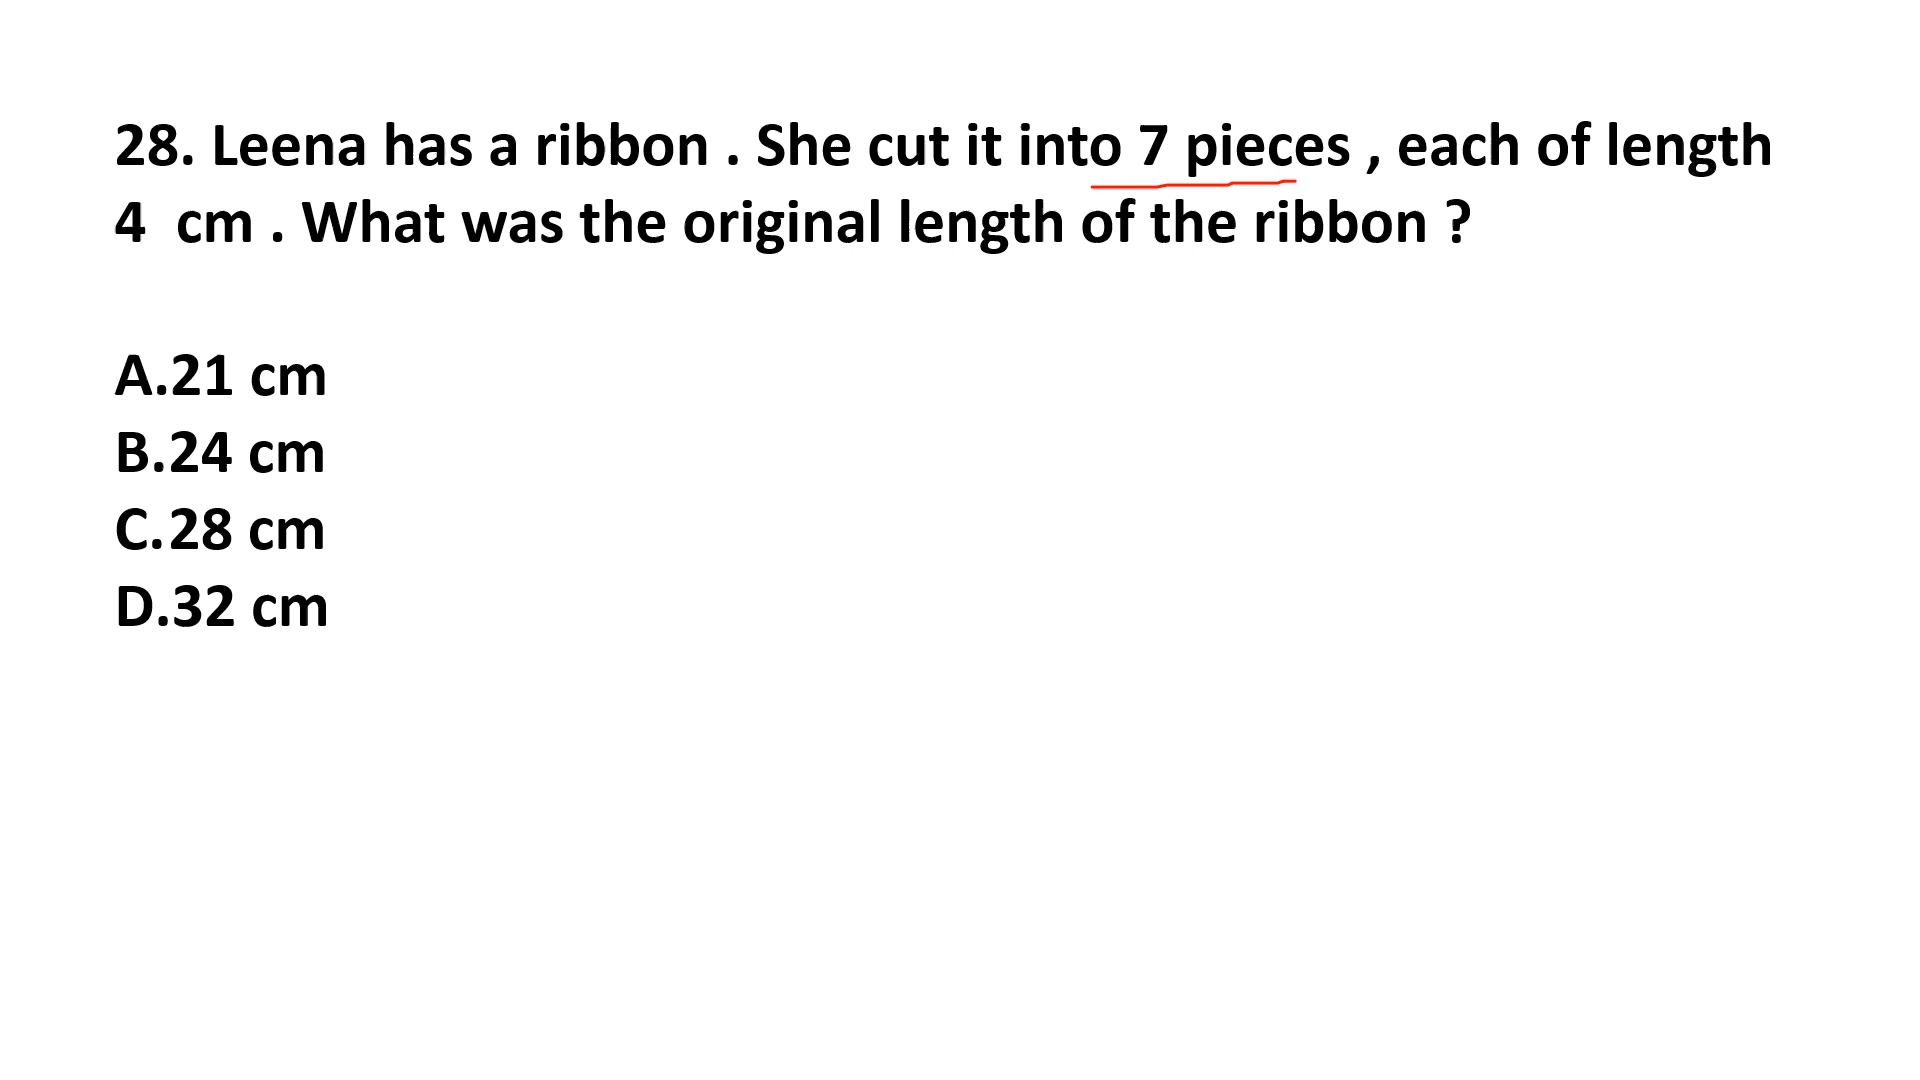 28. Leena has a ribbon . She cut it into 7 pieces , each of length
4  cm . What was the original length of the ribbon ?
A.21 cm
B.24 cm
C.28 cm
D.32 cm